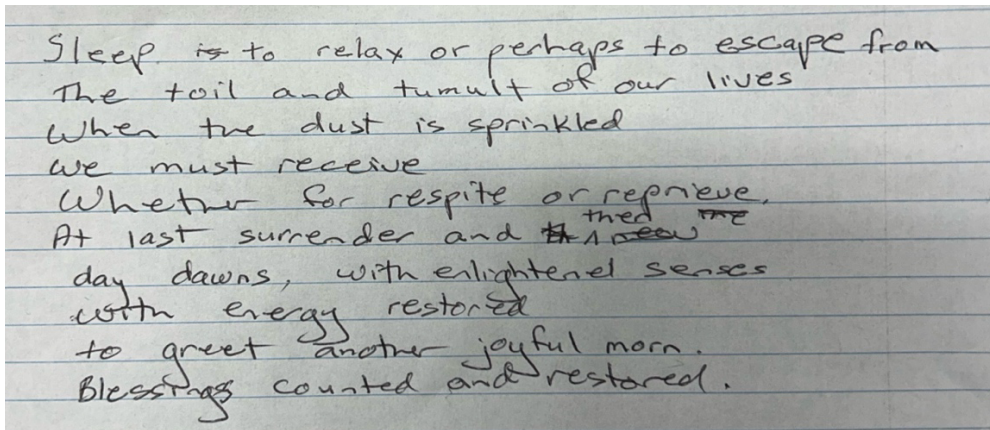 Sleep is to relax or perhaps to escape from
The toil and tumult of our lives
When the dust is sprinkled
we must receive
Whether for respite or reprieve.
At last surrender and
day dawns, with enlightened senses
with energy restored
to greet another joyful morn.
Blessings counted and restored.